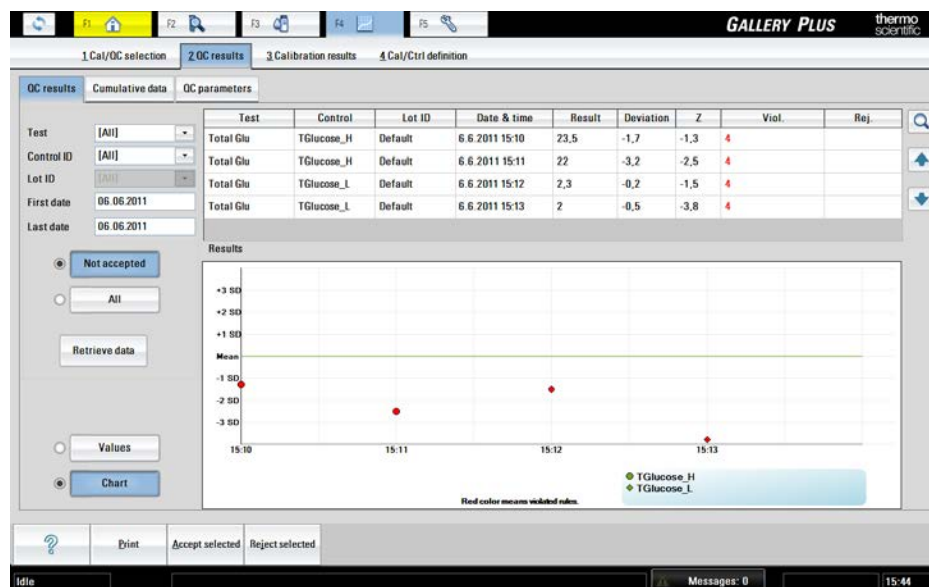 F1 F2 F3 F4 F5 GALLERY PLUS thermo scientific
1 Cal/QC selection 2 QC results 3 Calibration results 4 Cal/Ctrl definition
QC results Cumulative data QC parameters
Test Control Lot ID Date & time Result Deviation Z Viol. Rej.
Total Glu TGlucose_H Default 6.6.2011 15:10 23,5 -1,7 -1,3 4
Total Glu TGlucose_H Default 6.6.2011 15:11 22 -3,2 -2,5 4
Total Glu TGlucose_L Default 6.6.2011 15:12 2,3 -0,2 -1,5 4
Total Glu TGlucose_L Default 6.6.2011 15:13 2 -0,5 -3,8 4
Test [All]
Control ID [All]
Lot ID [All]
First date 06.06.2011
Last date 06.06.2011
Not accepted
All
Retrieve data
Values
Chart
Results
+3 SD
+2 SD
+1 SD
Mean
-1 SD
-2 SD
-3 SD
15:10 15:11 15:12 15:13
TGlucose_H
TGlucose_L
Red color means violated rules.
? Print Accept selected Reject selected
Idle Messages: 0 15:44